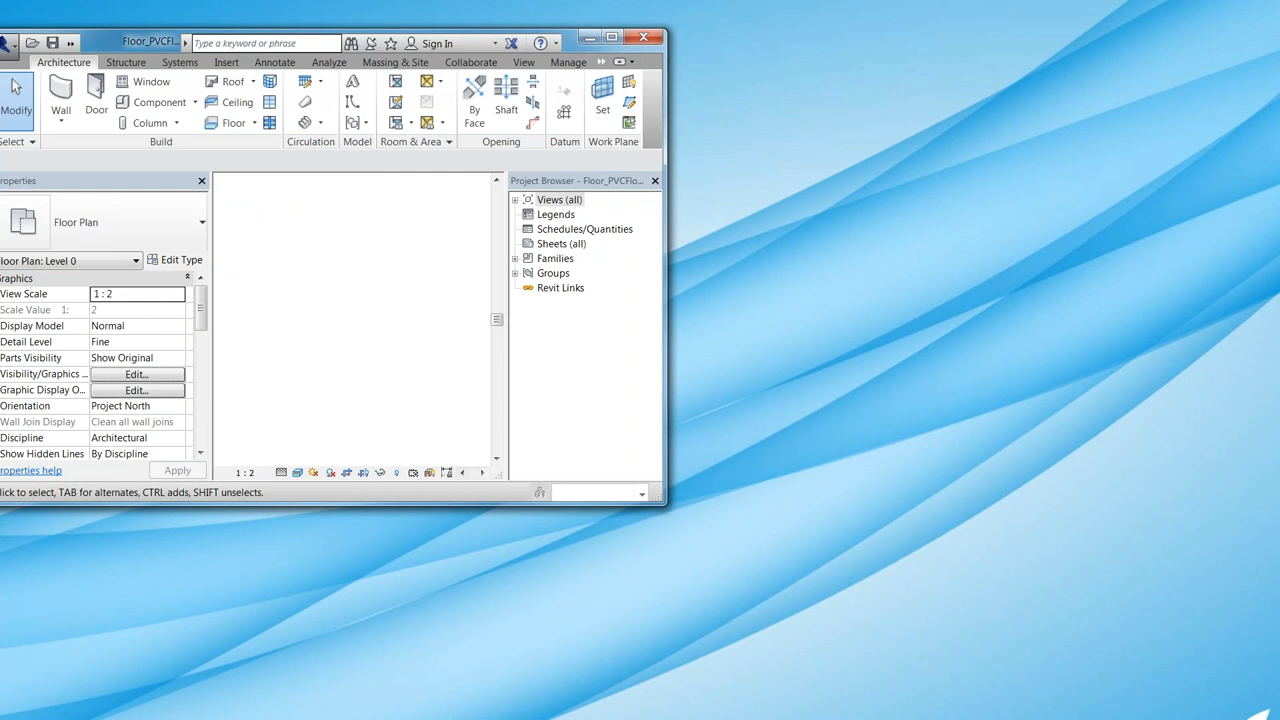 Floor_PVCFl...
Type a keyword or phrase
Sign In
Architecture Structure Systems Insert Annotate Analyze Massing & Site Collaborate View Manage
Modify
Wall
Door
Window
Component
Column
Roof
Ceiling
Floor
By Face
Shaft
Set
Select Build Circulation Model Room & Area Opening Datum Work Plane
roperties
Floor Plan
loor Plan: Level 0 Edit Type
Graphics
View Scale 1 : 2
Scale Value 1: 2
Display Model Normal
Detail Level Fine
Parts Visibility Show Original
Visibility/Graphics ... Edit...
Graphic Display O... Edit...
Orientation Project North
Wall Join Display Clean all wall joins
Discipline Architectural
Show Hidden Lines By Discipline
roperties help Apply
1 : 2
Project Browser - Floor_PVCFlo...
Views (all)
Legends
Schedules/Quantities
Sheets (all)
Families
Groups
Revit Links
lick to select, TAB for alternates, CTRL adds, SHIFT unselects.